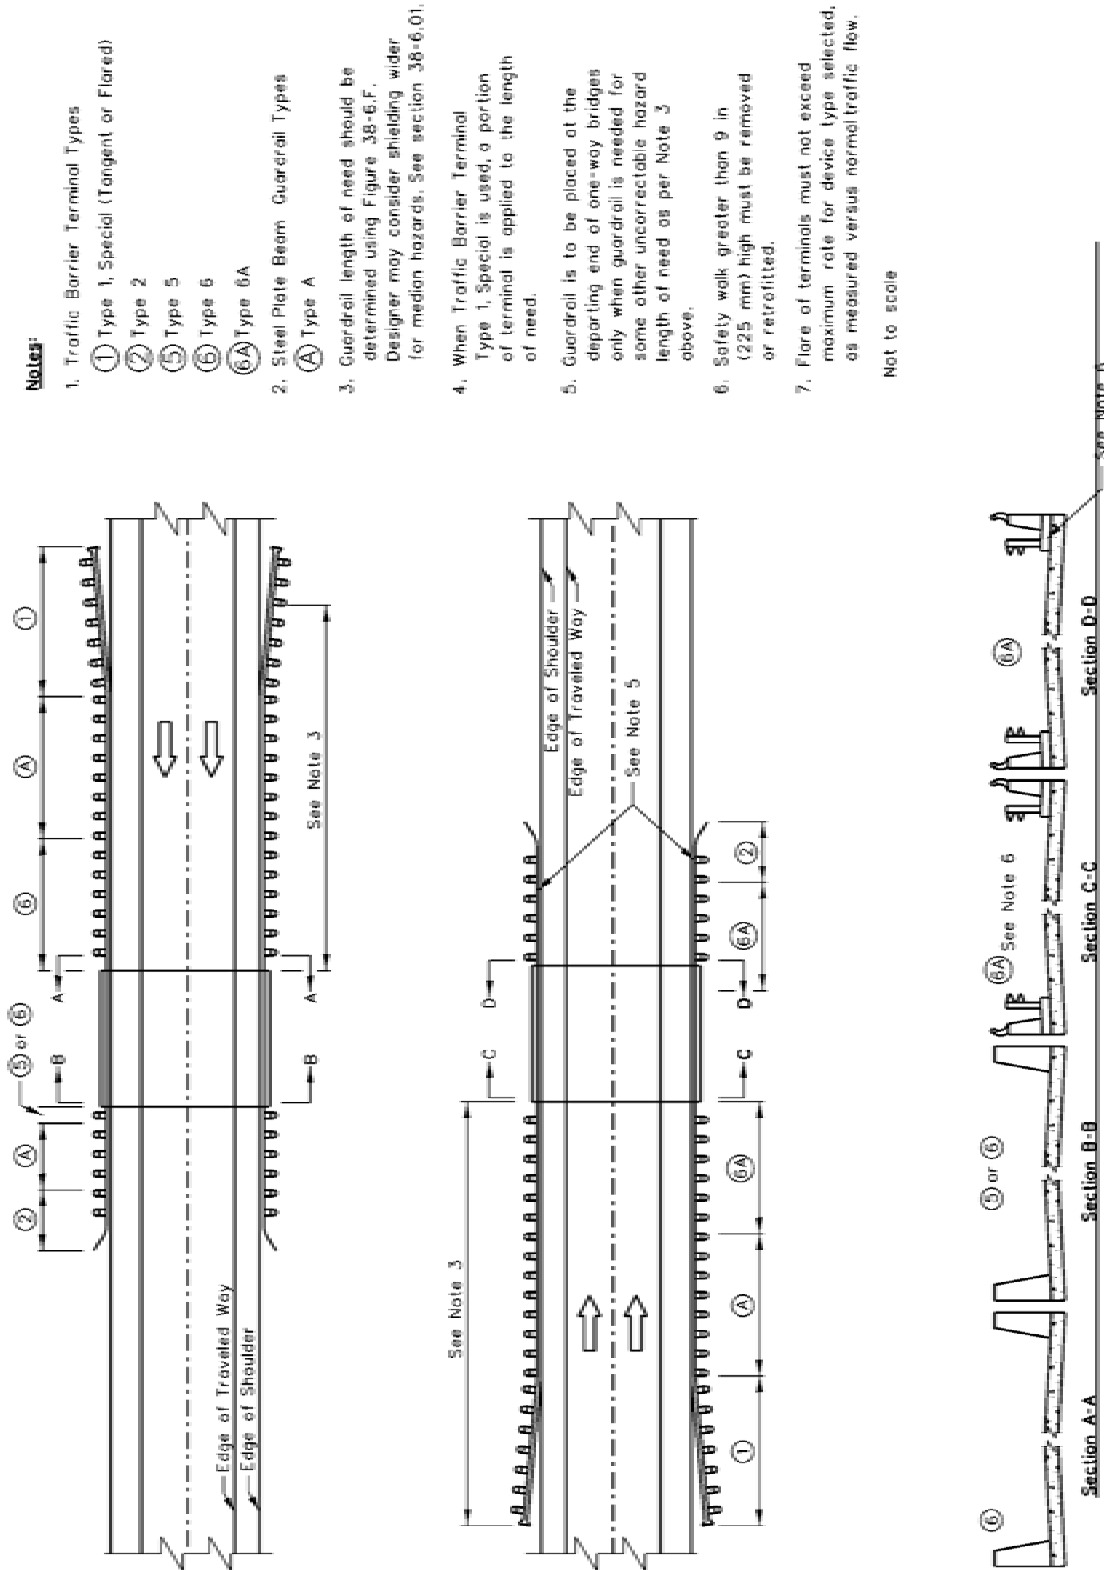 Notes:
1. Traffic Barrier Terminal Types
① Type 1, Special (Tangent or Flared)
② Type 2
⑤ Type 5
⑥ Type 6
6A Type 6A
2. Steel Plate Beam Guardrail Types
A Type A
3. Guardrail length of need should be
determined using Figure 38-6.F.
Designer may consider shielding wider
for median hazards. See section 38-6.01.
4. When Traffic Barrier Terminal
Type 1, Special is used, a portion
of terminal is applied to the length
of need.
5. Guardrail is to be placed at the
departing end of one-way bridges
only when guardrail is needed for
some other uncorrectable hazard
length of need as per Note 3
above.
6. Safety walk greater than 9 in
(225 mm) high must be removed
or retrofitted.
7. Flare of terminals must not exceed
maximum rate for device type selected,
as measured versus normal traffic flow.
Not to scale
② A ⑤ or ⑥ ⑥ A ①
B A
B A
See Note 3
Edge of Traveled Way
Edge of Shoulder
See Note 3
C D
C D
Edge of Shoulder
Edge of Traveled Way
See Note 5
① A 6A 6A ②
⑥
Section A-A
⑤ or ⑥
Section B-B
6A See Note 6
Section C-C
6A
Section D-D
See Note 6